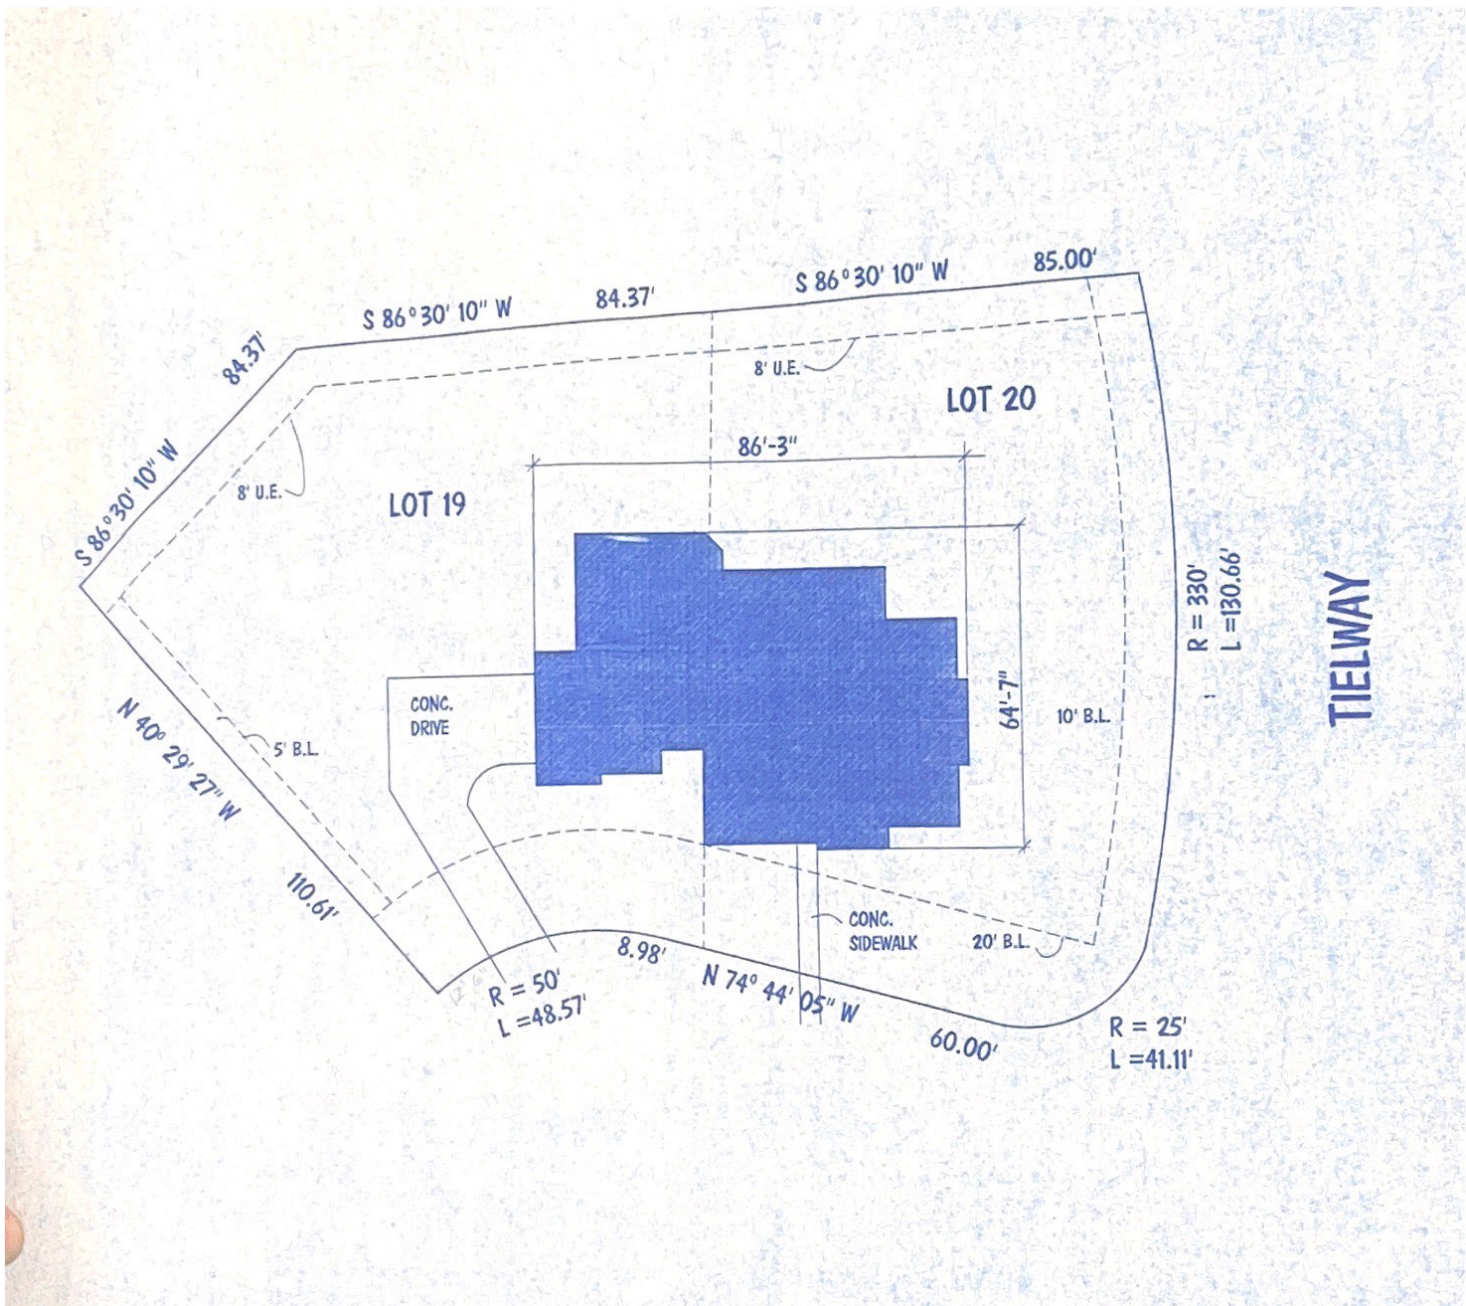 S 86°30' 10" W
85.00'
S 86°30' 10" W
84.37'
84.37'
S 86°30' 10" W
8' U.E.
LOT 20
86'-3"
8' U.E.
LOT 19
R = 330'
L =130.66'
TIELWAY
64'-7"
10' B.L.
CONC.
DRIVE
5' B.L.
N 40° 29' 27" W
110.61'
CONC.
SIDEWALK
20' B.L.
8.98'
N 74° 44' 05" W
R = 50'
L =48.57'
60.00'
R = 25'
L =41.11'